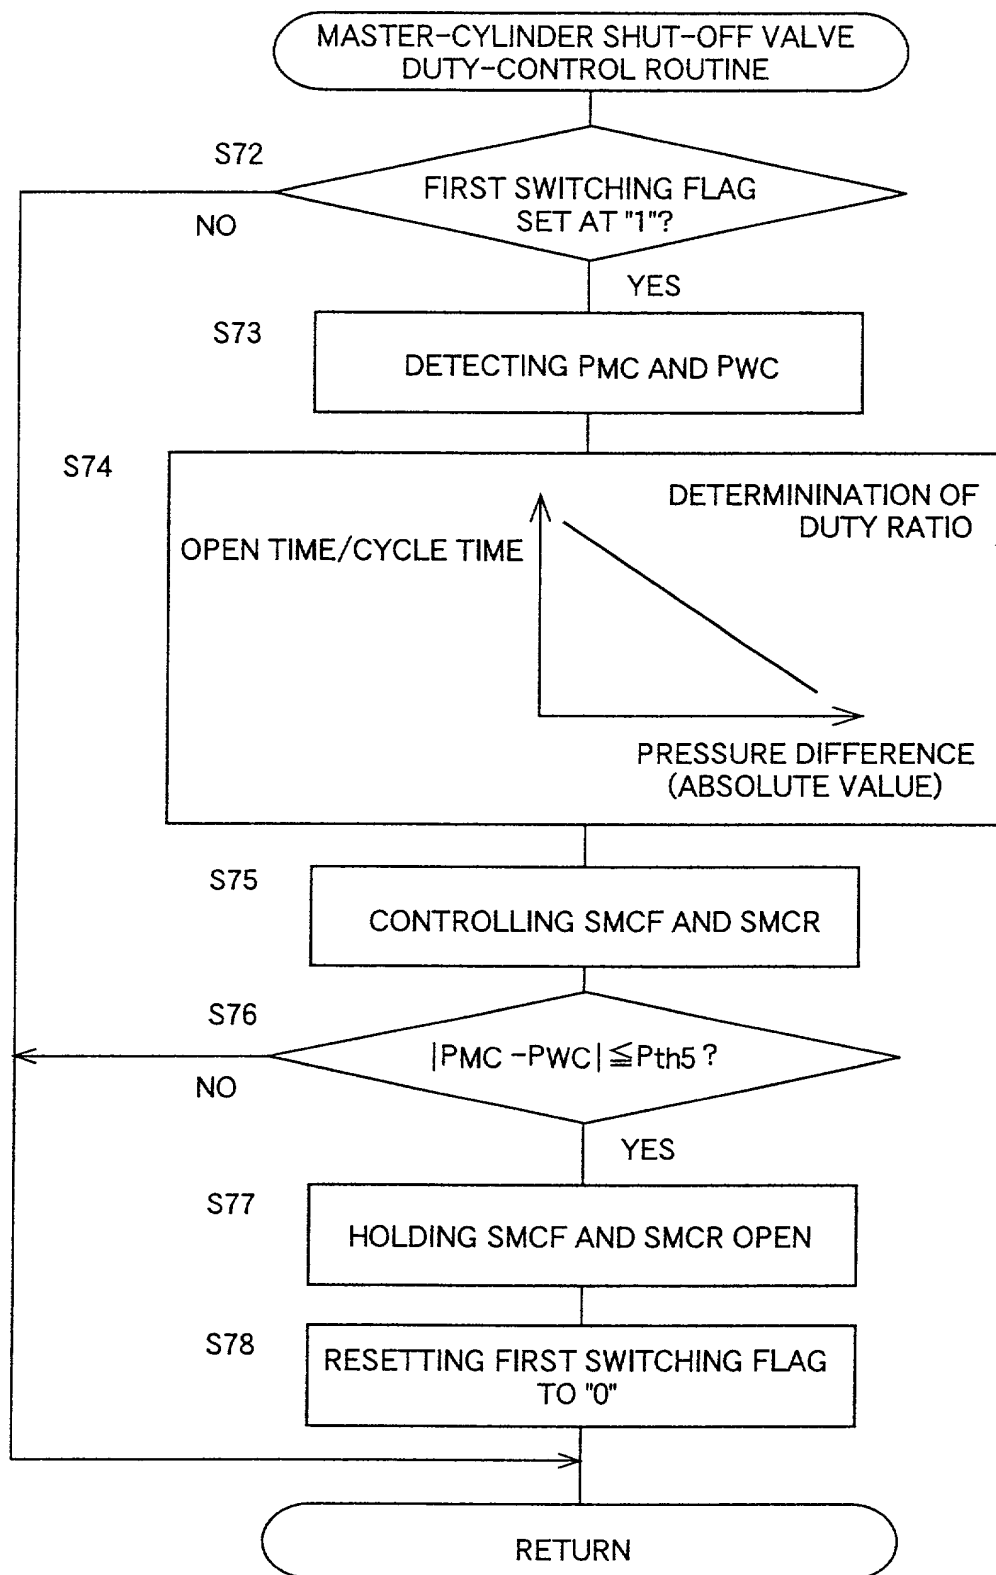 MASTER-CYLINDER SHUT-OFF VALVE
DUTY-CONTROL ROUTINE
S72
FIRST SWITCHING FLAG
SET AT "1"?
NO
YES
S73
DETECTING PMC AND PWC
S74
DETERMININATION OF
DUTY RATIO
OPEN TIME/CYCLE TIME
PRESSURE DIFFERENCE
(ABSOLUTE VALUE)
S75
CONTROLLING SMCF AND SMCR
S76
|PMC -PWC| ≦Pth5 ?
NO
YES
S77
HOLDING SMCF AND SMCR OPEN
S78
RESETTING FIRST SWITCHING FLAG
TO "0"
RETURN